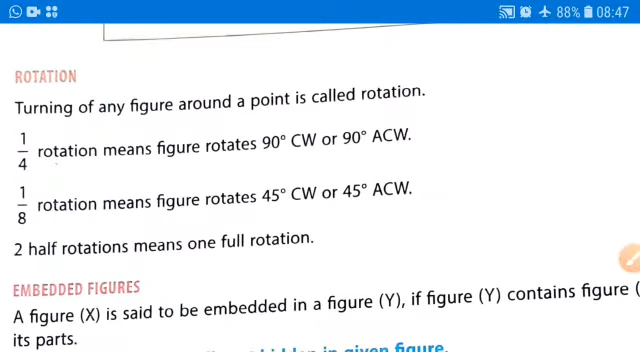 88% 08:47
ROTATION
Turning of any figure around a point is called rotation.
1/4 rotation means figure rotates 90° CW or 90° ACW.
1/8 rotation means figure rotates 45° CW or 45° ACW.
2 half rotations means one full rotation.
EMBEDDED FIGURES
A figure (X) is said to be embedded in a figure (Y), if figure (Y) contains figure (
its parts.
hidden in given figure.